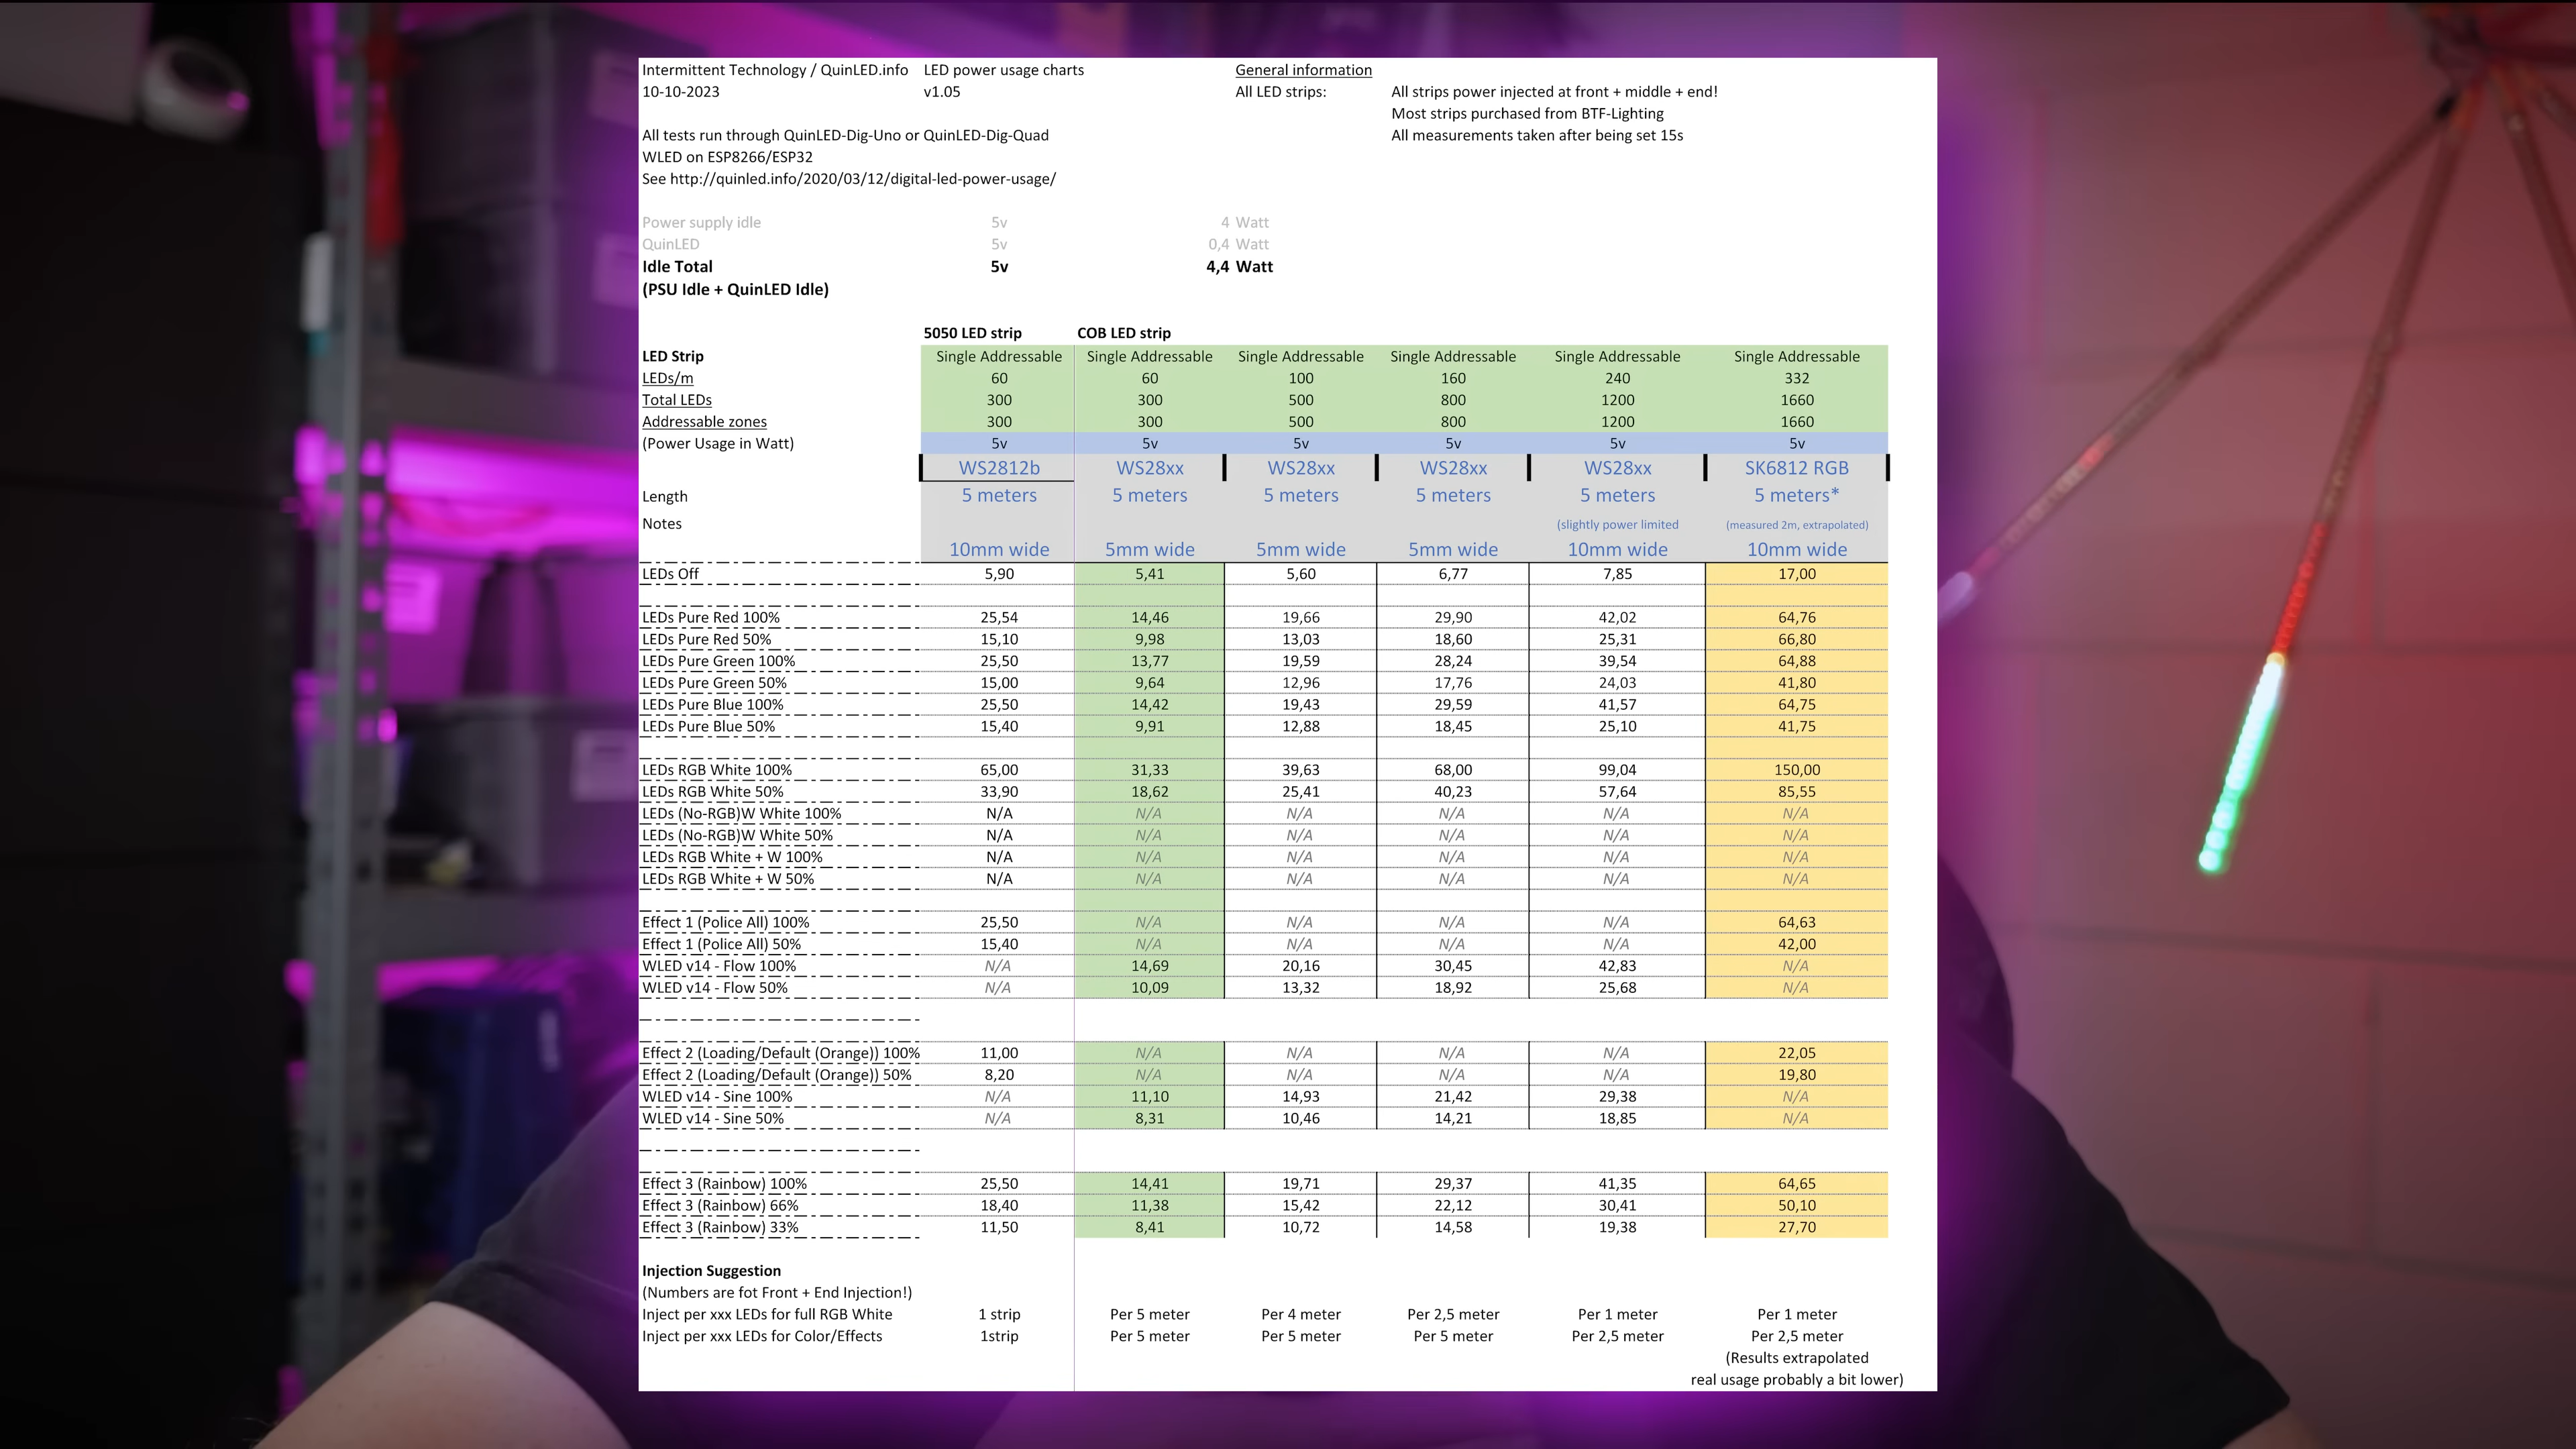 Intermittent Technology / QuinLED.info LED power usage charts General information
10-10-2023 v1.05 All LED strips: All strips power injected at front + middle + end!
Most strips purchased from BTF-Lighting
All tests run through QuinLED-Dig-Uno or QuinLED-Dig-Quad All measurements taken after being set 15s
WLED on ESP8266/ESP32
See http://quinled.info/2020/03/12/digital-led-power-usage/
Power supply idle 5v 4 Watt
QuinLED 5v 0,4 Watt
Idle Total 5v 4,4 Watt
(PSU Idle + QuinLED Idle)
5050 LED strip COB LED strip
LED Strip Single Addressable Single Addressable Single Addressable Single Addressable Single Addressable Single Addressable
LEDs/m 60 60 100 160 240 332
Total LEDs 300 300 500 800 1200 1660
Addressable zones 300 300 500 800 1200 1660
(Power Usage in Watt) 5v 5v 5v 5v 5v 5v
WS2812b WS28xx WS28xx WS28xx WS28xx SK6812 RGB
Length 5 meters 5 meters 5 meters 5 meters 5 meters 5 meters*
Notes (slightly power limited (measured 2m, extrapolated)
10mm wide 5mm wide 5mm wide 5mm wide 10mm wide 10mm wide
LEDs Off 5,90 5,41 5,60 6,77 7,85 17,00
LEDs Pure Red 100% 25,54 14,46 19,66 29,90 42,02 64,76
LEDs Pure Red 50% 15,10 9,98 13,03 18,60 25,31 66,80
LEDs Pure Green 100% 25,50 13,77 19,59 28,24 39,54 64,88
LEDs Pure Green 50% 15,00 9,64 12,96 17,76 24,03 41,80
LEDs Pure Blue 100% 25,50 14,42 19,43 29,59 41,57 64,75
LEDs Pure Blue 50% 15,40 9,91 12,88 18,45 25,10 41,75
LEDs RGB White 100% 65,00 31,33 39,63 68,00 99,04 150,00
LEDs RGB White 50% 33,90 18,62 25,41 40,23 57,64 85,55
LEDs (No-RGB)W White 100% N/A N/A N/A N/A N/A N/A
LEDs (No-RGB)W White 50% N/A N/A N/A N/A N/A N/A
LEDs RGB White + W 100% N/A N/A N/A N/A N/A N/A
LEDs RGB White + W 50% N/A N/A N/A N/A N/A N/A
Effect 1 (Police All) 100% 25,50 N/A N/A N/A N/A 64,63
Effect 1 (Police All) 50% 15,40 N/A N/A N/A N/A 42,00
WLED v14 - Flow 100% N/A 14,69 20,16 30,45 42,83 N/A
WLED v14 - Flow 50% N/A 10,09 13,32 18,92 25,68 N/A
Effect 2 (Loading/Default (Orange)) 100% 11,00 N/A N/A N/A N/A 22,05
Effect 2 (Loading/Default (Orange)) 50% 8,20 N/A N/A N/A N/A 19,80
WLED v14 - Sine 100% N/A 11,10 14,93 21,42 29,38 N/A
WLED v14 - Sine 50% N/A 8,31 10,46 14,21 18,85 N/A
Effect 3 (Rainbow) 100% 25,50 14,41 19,71 29,37 41,35 64,65
Effect 3 (Rainbow) 66% 18,40 11,38 15,42 22,12 30,41 50,10
Effect 3 (Rainbow) 33% 11,50 8,41 10,72 14,58 19,38 27,70
Injection Suggestion
(Numbers are fot Front + End Injection!)
Inject per xxx LEDs for full RGB White 1 strip Per 5 meter Per 4 meter Per 2,5 meter Per 1 meter Per 1 meter
Inject per xxx LEDs for Color/Effects 1strip Per 5 meter Per 5 meter Per 5 meter Per 2,5 meter Per 2,5 meter
(Results extrapolated
real usage probably a bit lower)